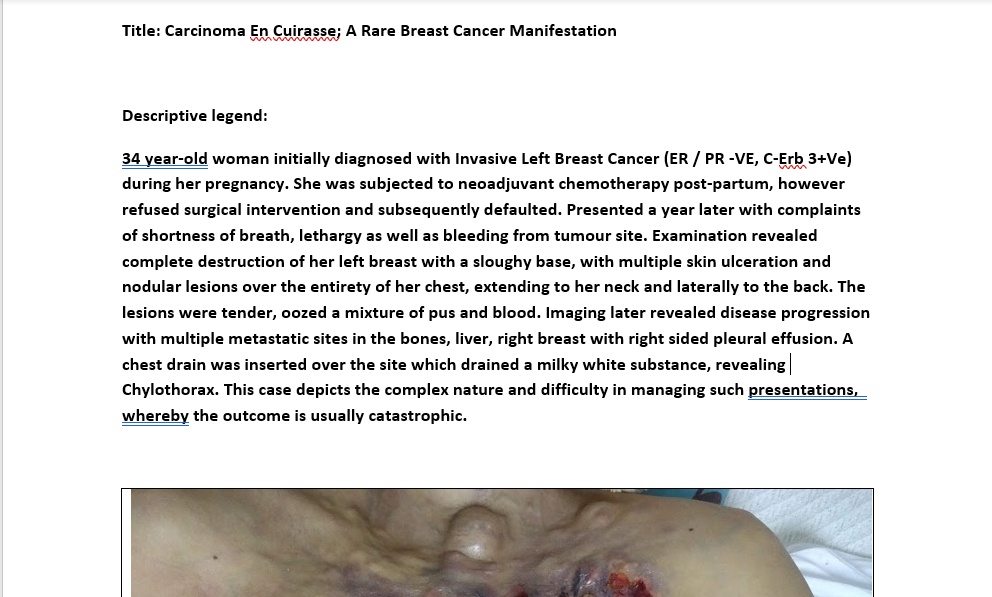 Title: Carcinoma En Cuirasse; A Rare Breast Cancer Manifestation
Descriptive legend:
34 year-old woman initially diagnosed with Invasive Left Breast Cancer (ER / PR -VE, C-Erb 3+Ve)
during her pregnancy. She was subjected to neoadjuvant chemotherapy post-partum, however
refused surgical intervention and subsequently defaulted. Presented a year later with complaints
of shortness of breath, lethargy as well as bleeding from tumour site. Examination revealed
complete destruction of her left breast with a sloughy base, with multiple skin ulceration and
nodular lesions over the entirety of her chest, extending to her neck and laterally to the back. The
lesions were tender, oozed a mixture of pus and blood. Imaging later revealed disease progression
with multiple metastatic sites in the bones, liver, right breast with right sided pleural effusion. A
chest drain was inserted over the site which drained a milky white substance, revealing
Chylothorax. This case depicts the complex nature and difficulty in managing such presentations,
whereby the outcome is usually catastrophic.